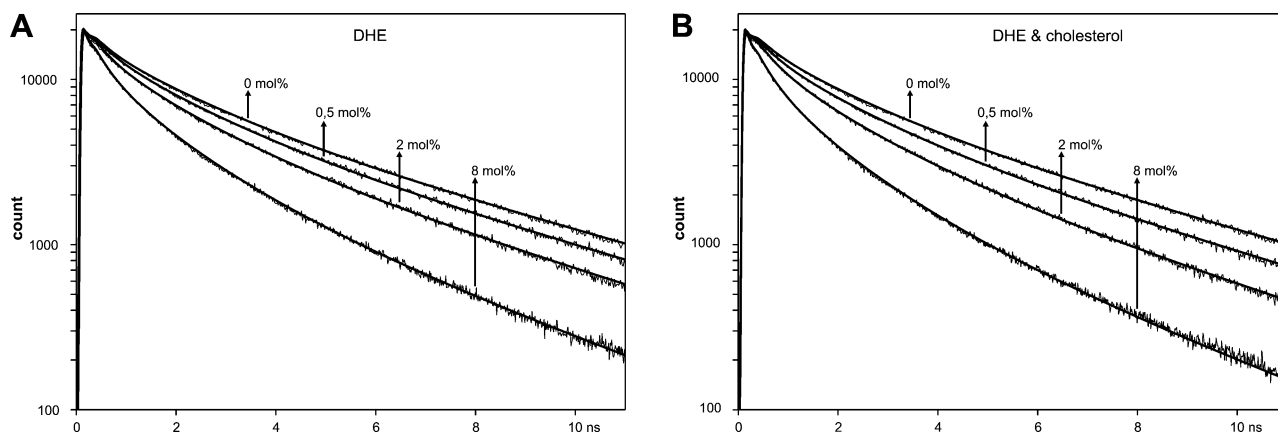 A
DHE
10000
0 mol%
0,5 mol%
2 mol%
8 mol%
count
1000
100
0 2 4 6 8 10 ns
B
DHE & cholesterol
10000
0 mol%
0,5 mol%
2 mol%
8 mol%
count
1000
100
0 2 4 6 8 10 ns